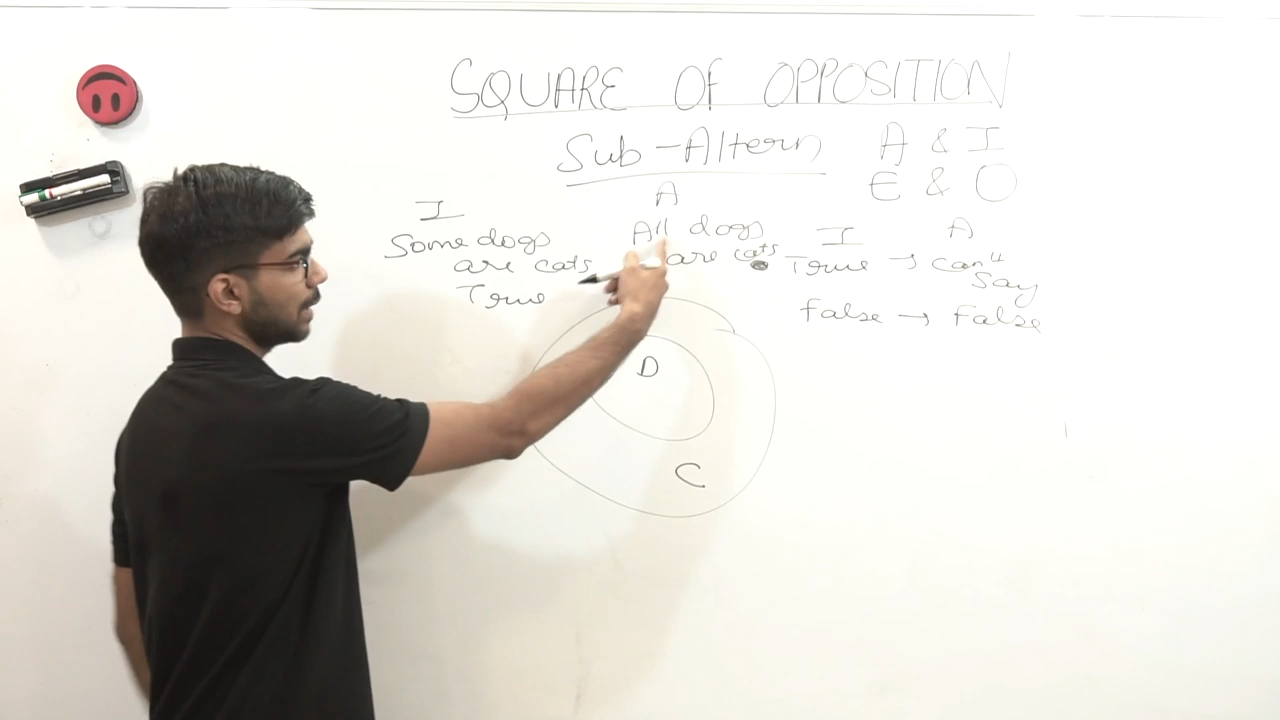 SQUARE Of OPPOSITION
Sub-Altern
A & I
E & O
I
Some dogs
are cats
True
A
All dogs
are cats
I A
True → Can't
Say
false → false
D
C